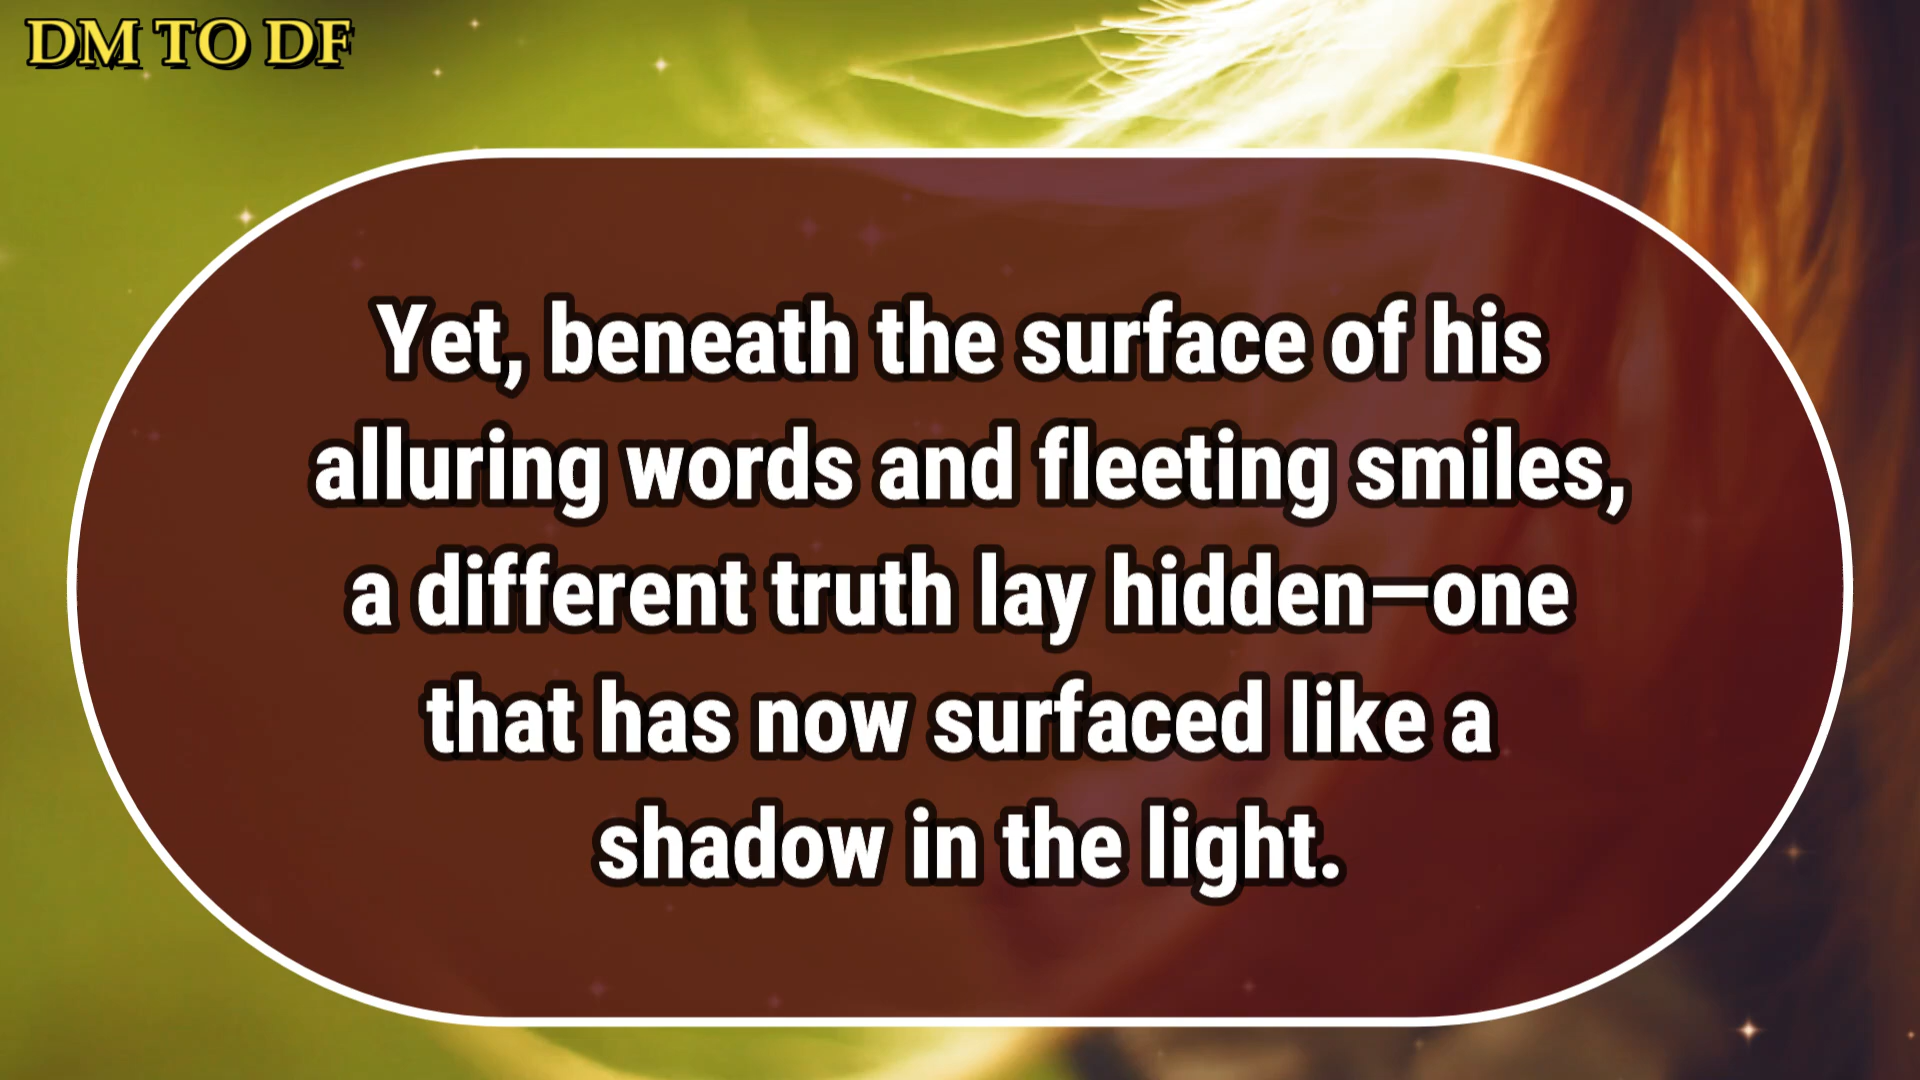 DM TO DF
Yet, beneath the surface of his
alluring words and fleeting smiles,
a different truth lay hidden—one
that has now surfaced like a
shadow in the light.